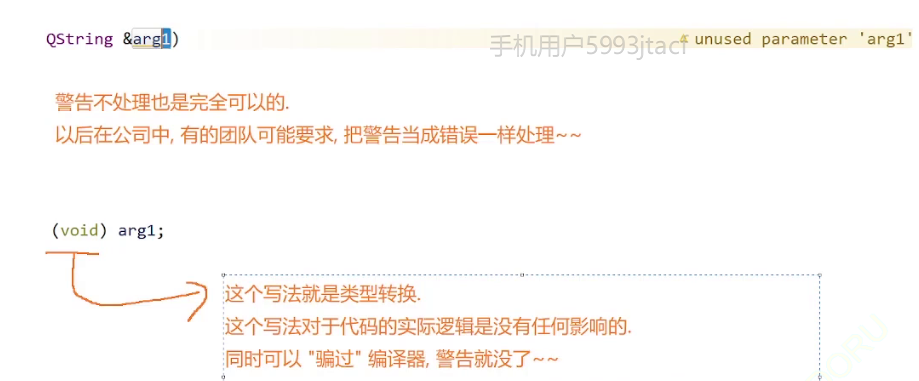 QString &arg1)
unused parameter 'arg1'
手机用户5993jtacf
警告不处理也是完全可以的.
以后在公司中, 有的团队可能要求, 把警告当成错误一样处理~~
(void) arg1;
这个写法就是类型转换.
这个写法对于代码的实际逻辑是没有任何影响的.
同时可以 "骗过" 编译器, 警告就没了~~